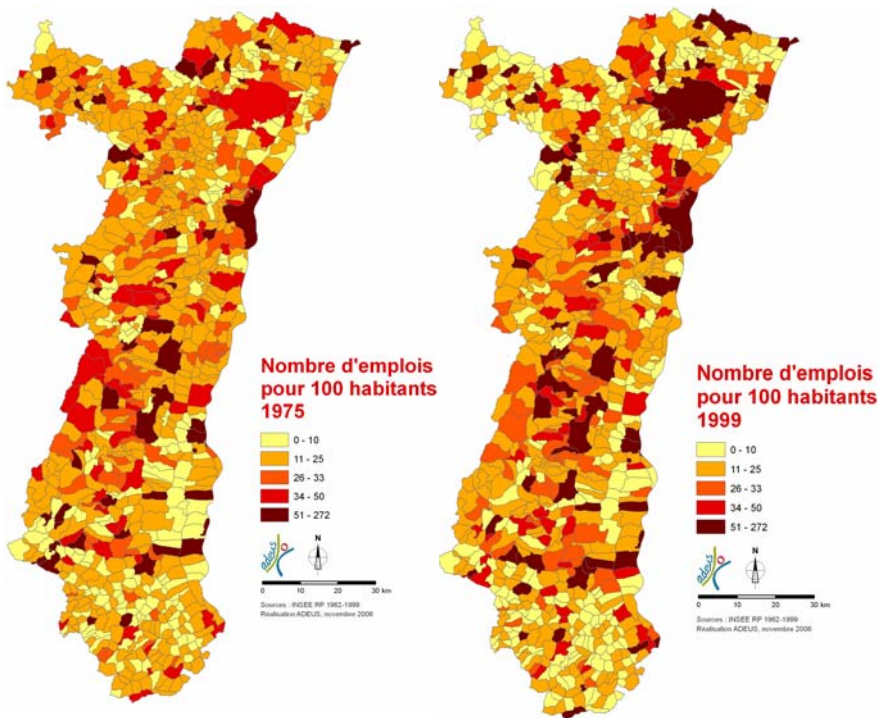 Nombre d'emplois
pour 100 habitants
1975
0 - 10
11 - 25
26 - 33
34 - 50
51 - 272
adeus
N
0 10 20 30 km
Sources : INSEE RP 1962-1999
Réalisation ADEUS, novembre 2006
Nombre d'emplois
pour 100 habitants
1999
0 - 10
11 - 25
26 - 33
34 - 50
51 - 272
adeus
N
0 10 20 30 km
Sources : INSEE RP 1962-1999
Réalisation ADEUS, novembre 2006